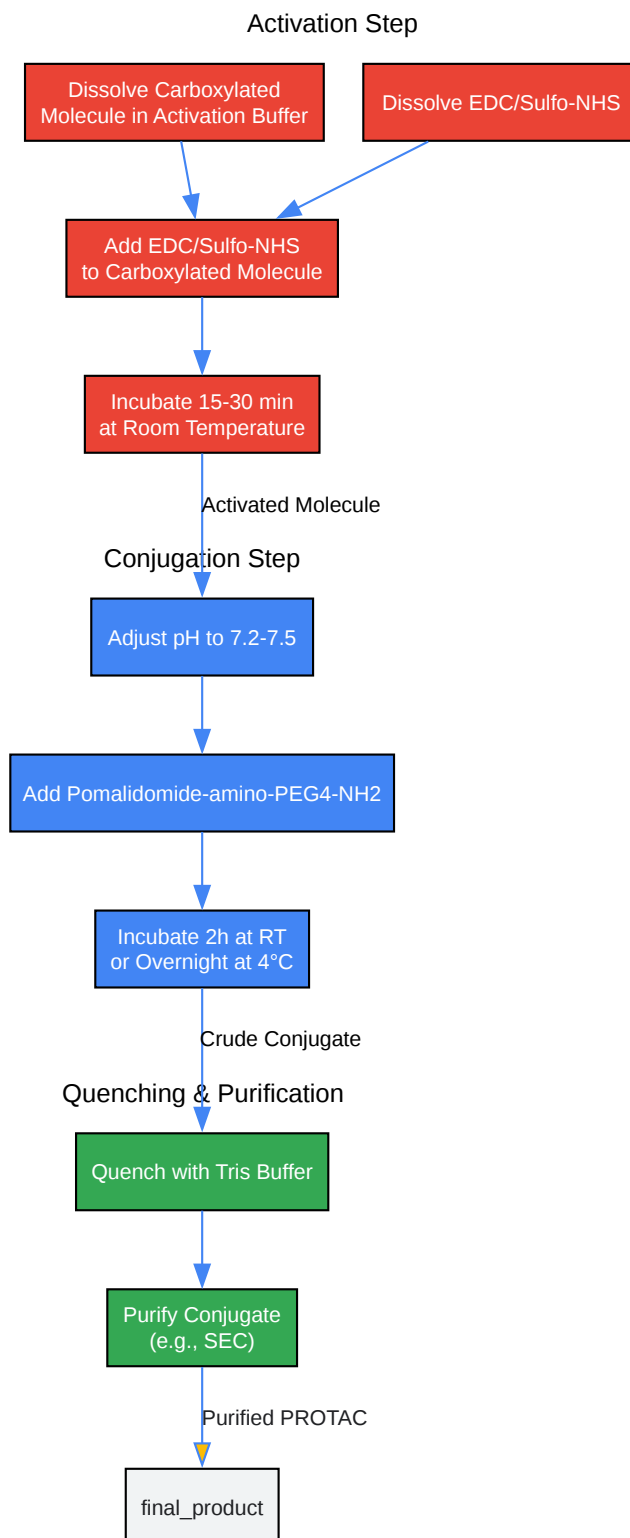 Activation Step
Dissolve Carboxylated
Molecule in Activation Buffer
Dissolve EDC/Sulfo-NHS
Add EDC/Sulfo-NHS
to Carboxylated Molecule
Incubate 15-30 min
at Room Temperature
Activated Molecule
Conjugation Step
Adjust pH to 7.2-7.5
Add Pomalidomide-amino-PEG4-NH2
Incubate 2h at RT
or Overnight at 4°C
Crude Conjugate
Quenching & Purification
Quench with Tris Buffer
Purify Conjugate
(e.g., SEC)
Purified PROTAC
final_product